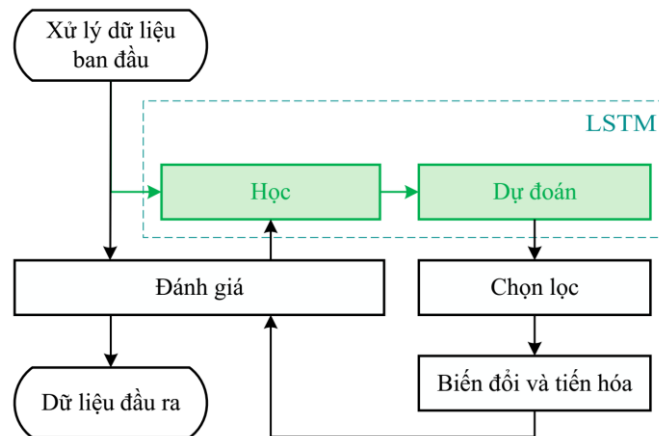 Xử lý dữ liệu
ban đầu
LSTM
Học
Dự đoán
Đánh giá
Chọn lọc
Dữ liệu đầu ra
Biến đổi và tiến hóa